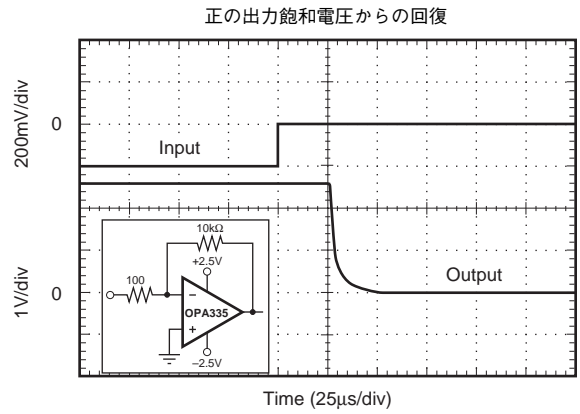 正の出力飽和電圧からの回復
200mV/div
0
Input
10kΩ
+2.5V
100
OPA335
−2.5V
1V/div
0
Output
Time (25μs/div)